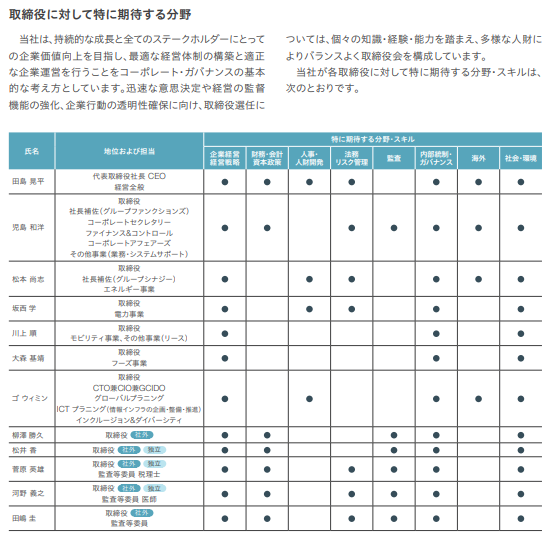 取締役に対して特に期待する分野
当社は、持続的な成長と全てのステークホルダーにとって
の企業価値向上を目指し、最適な経営体制の構築と適正
な企業運営を行うことをコーポレート・ガバナンスの基本
的な考え方としています。迅速な意思決定や経営の監督
機能の強化、企業行動の透明性確保に向け、取締役選任に
ついては、個々の知識・経験・能力を踏まえ、多様な人財に
よりバランスよく取締役会を構成しています。
当社が各取締役に対して特に期待する分野・スキルは、
次のとおりです。
氏名
地位および担当
特に期待する分野・スキル
企業経営
経営戦略
財務・会計
資本政策
人事・
人財開発
法務
リスク管理
監査
内部統制・
ガバナンス
海外
社会・環境
田島 晃平
代表取締役社長 CEO
経営全般
● ● ● ● ● ● ●
児島 和洋
取締役
社長補佐（グループファンクションズ）
コーポレートセクレタリー
ファイナンス&コントロール
コーポレートアフェアーズ
その他事業（業務・システムサポート）
● ● ● ● ● ● ●
松本 尚志
取締役
社長補佐（グループシナジー）
エネルギー事業
● ● ● ● ● ●
坂西 学
取締役
電力事業
● ● ● ● ●
川上 順
取締役
モビリティ事業、その他事業（リース）
● ● ●
大森 基靖
取締役
フーズ事業
● ● ●
ゴ ウィミン
取締役
CTO兼CIO兼GCIDO
グローバルプラニング
ICT プラニング（情報インフラの企画・整備・推進）
インクルージョン&ダイバーシティ
● ● ● ● ●
柳澤 勝久
取締役 社外
● ● ● ● ●
松井 香
取締役 社外 独立
● ● ● ● ●
菅原 英雄
取締役 社外 独立
監査等委員 税理士
● ● ● ● ● ●
河野 義之
取締役 社外 独立
監査等委員 医師
● ● ● ● ● ●
田嶋 圭
取締役 社外
監査等委員
● ● ● ● ● ●